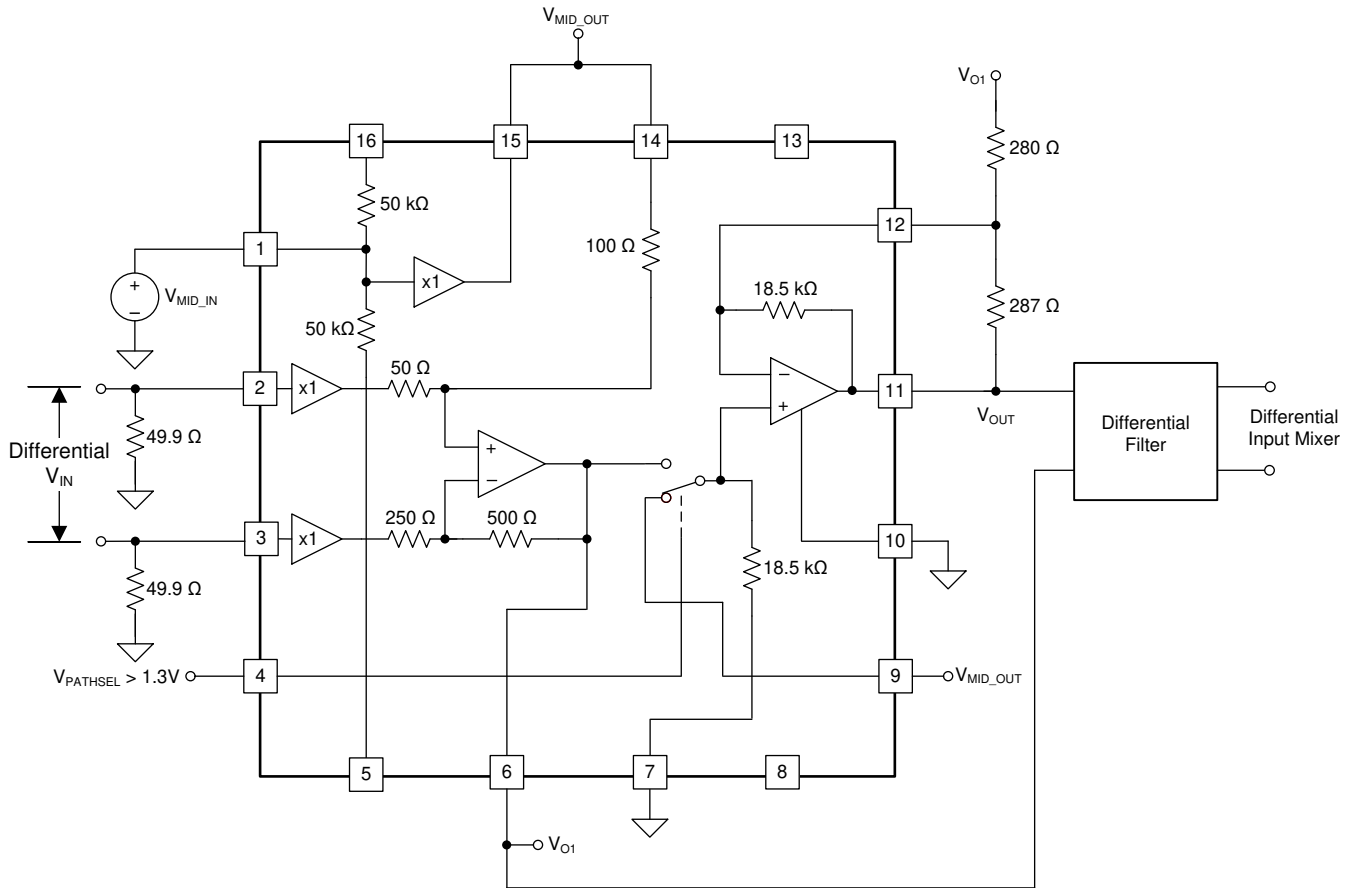 V_MID_OUT
V_O1
16
15
14
13
280 Ω
50 kΩ
12
1
100 Ω
+
−
V_MID_IN
x1
18.5 kΩ
287 Ω
50 kΩ
50 Ω
2
x1
−
+
11
V_OUT
Differential
Filter
Differential
Input Mixer
49.9 Ω
Differential
V_IN
+
−
250 Ω
500 Ω
3
x1
10
18.5 kΩ
49.9 Ω
V_PATHSEL > 1.3V
4
9
V_MID_OUT
5
6
7
8
V_O1